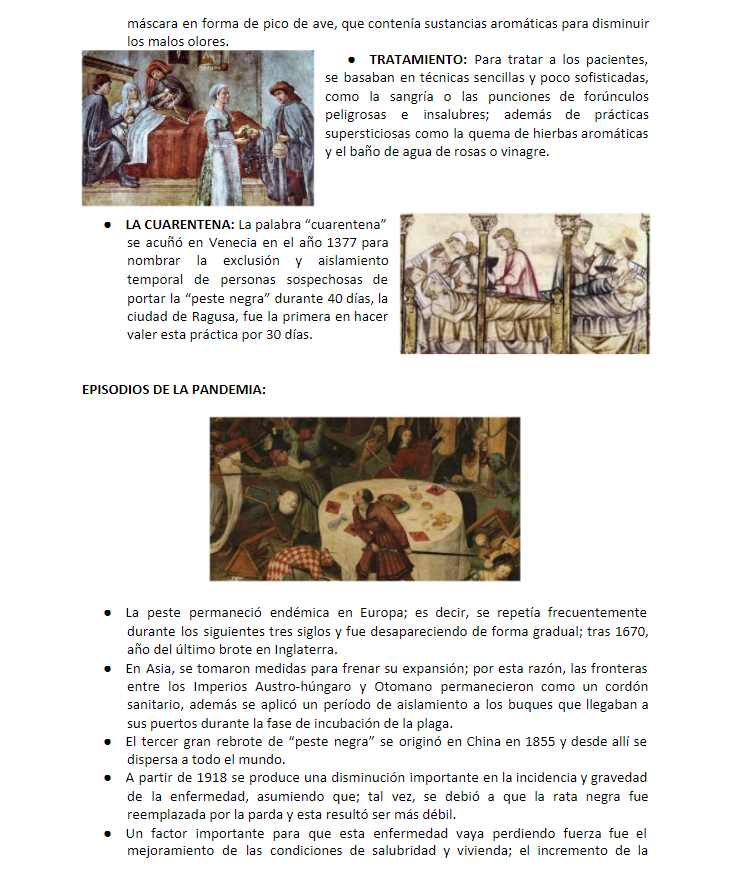 máscara en forma de pico de ave, que contenía sustancias aromáticas para disminuir
los malos olores.
● TRATAMIENTO: Para tratar a los pacientes,
se basaban en técnicas sencillas y poco sofisticadas,
como la sangría o las punciones de forúnculos
peligrosas e insalubres; además de prácticas
supersticiosas como la quema de hierbas aromáticas
y el baño de agua de rosas o vinagre.
● LA CUARENTENA: La palabra “cuarentena”
se acuñó en Venecia en el año 1377 para
nombrar la exclusión y aislamiento
temporal de personas sospechosas de
portar la “peste negra” durante 40 días, la
ciudad de Ragusa, fue la primera en hacer
valer esta práctica por 30 días.
EPISODIOS DE LA PANDEMIA:
● La peste permaneció endémica en Europa; es decir, se repetía frecuentemente
durante los siguientes tres siglos y fue desapareciendo de forma gradual; tras 1670,
año del último brote en Inglaterra.
● En Asia, se tomaron medidas para frenar su expansión; por esta razón, las fronteras
entre los Imperios Austro-húngaro y Otomano permanecieron como un cordón
sanitario, además se aplicó un período de aislamiento a los buques que llegaban a
sus puertos durante la fase de incubación de la plaga.
● El tercer gran rebrote de “peste negra” se originó en China en 1855 y desde allí se
dispersa a todo el mundo.
● A partir de 1918 se produce una disminución importante en la incidencia y gravedad
de la enfermedad, asumiendo que; tal vez, se debió a que la rata negra fue
reemplazada por la parda y esta resultó ser más débil.
● Un factor importante para que esta enfermedad vaya perdiendo fuerza fue el
mejoramiento de las condiciones de salubridad y vivienda; el incremento de la